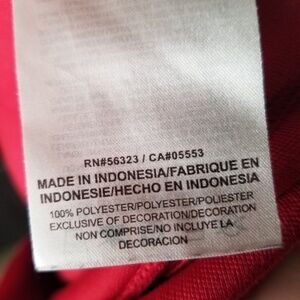 RN#56323 / CA#05553
MADE IN INDONESIA/FABRIQUE EN
INDONESIE/HECHO EN INDONESIA
100% POLYESTER/POLYESTER/POLIESTER
EXCLUSIVE OF DECORATION/DECORATION
NON COMPRISE/NO INCLUYE LA
DECORACION